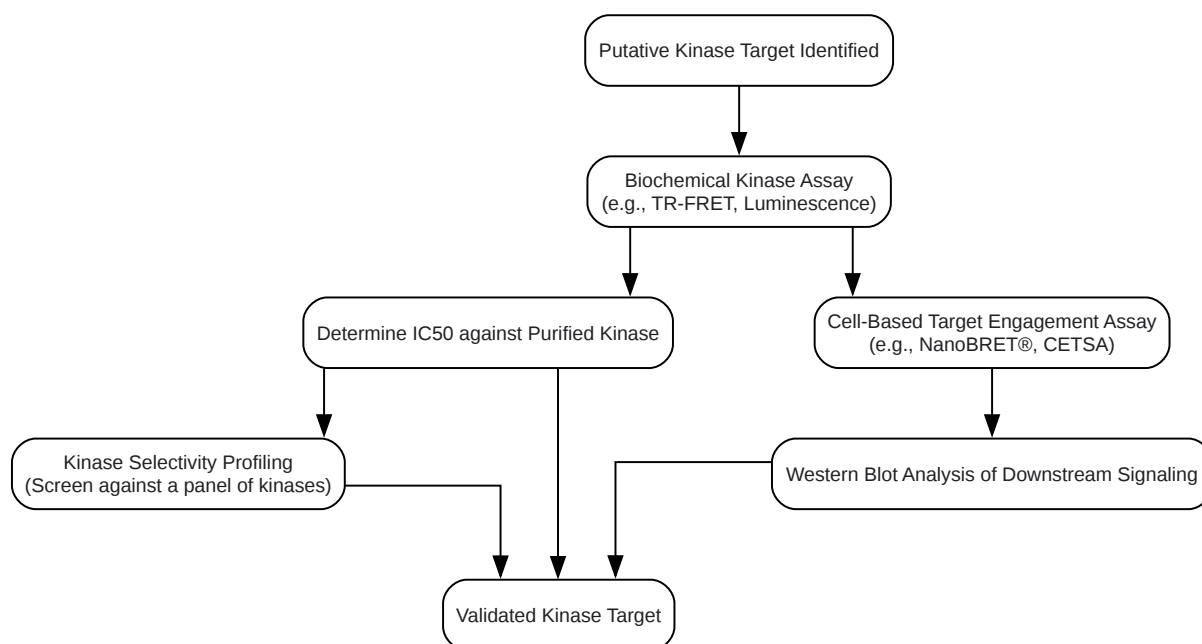 Putative Kinase Target Identified
Biochemical Kinase Assay
(e.g., TR-FRET, Luminescence)
Determine IC50 against Purified Kinase
Cell-Based Target Engagement Assay
(e.g., NanoBRET®, CETSA)
Kinase Selectivity Profiling
(Screen against a panel of kinases)
Western Blot Analysis of Downstream Signaling
Validated Kinase Target